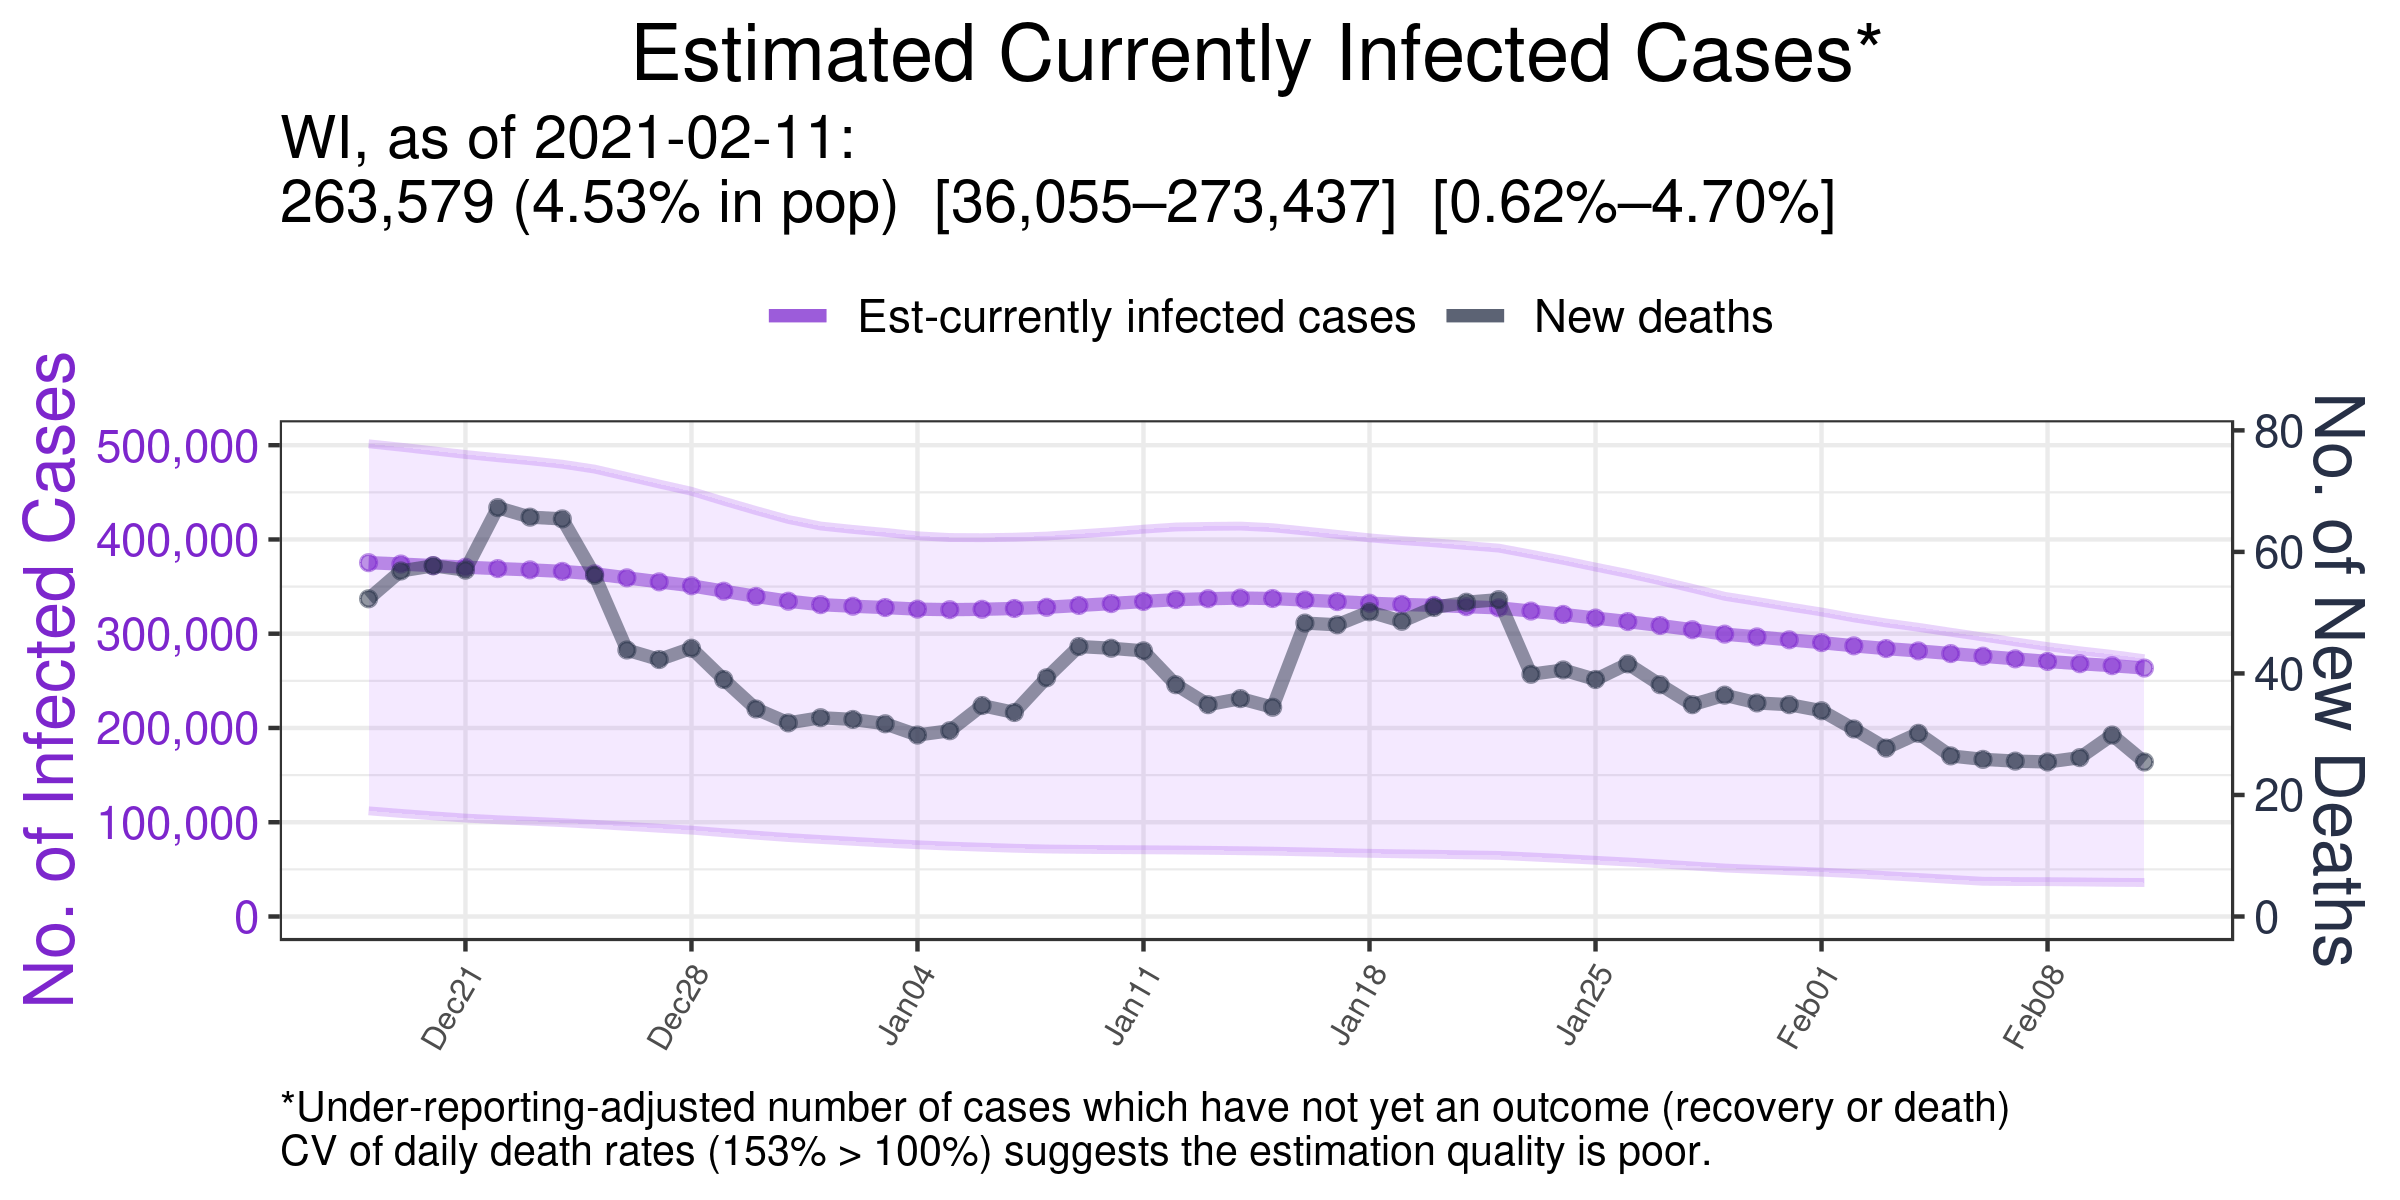 Estimated Currently Infected Cases*
WI, as of 2021-02-11:
263,579 (4.53% in pop)  [36,055–273,437]  [0.62%–4.70%]
Est-currently infected cases
New deaths
No. of Infected Cases
500,000
400,000
300,000
200,000
100,000
0
80
60
40
20
0
No. of New Deaths
Dec21
Dec28
Jan04
Jan11
Jan18
Jan25
Feb01
Feb08
*Under-reporting-adjusted number of cases which have not yet an outcome (recovery or death)
CV of daily death rates (153% > 100%) suggests the estimation quality is poor.